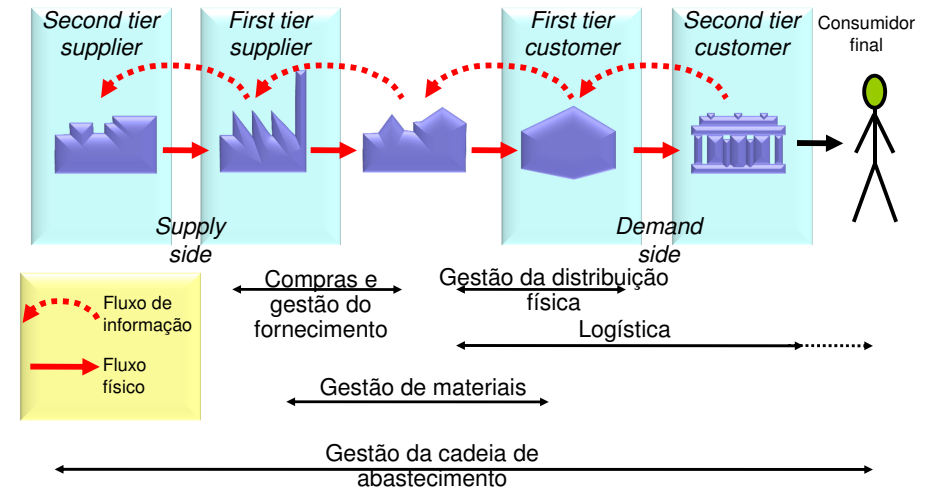 Second tier
supplier
First tier
supplier
First tier
customer
Second tier
customer
Consumidor
final
Supply
side
Demand
side
Compras e
gestão do
fornecimento
Gestão da distribuição
física
Fluxo de
informação
Logística
Fluxo
físico
Gestão de materiais
Gestão da cadeia de
abastecimento